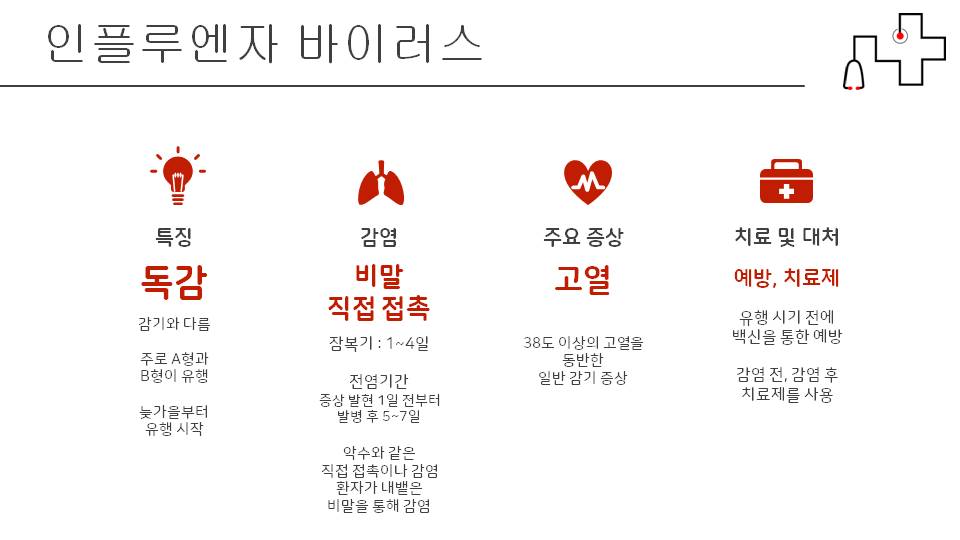 인플루엔자 바이러스
특징
독감
감기와 다름
주로 A형과
B형이 유행
늦가을부터
유행 시작
감염
비말
직접 접촉
잠복기 : 1~4일
전염기간
증상 발현 1일 전부터
발병 후 5~7일
악수와 같은
직접 접촉이나 감염
환자가 내뱉은
비말을 통해 감염
주요 증상
고열
38도 이상의 고열을
동반한
일반 감기 증상
치료 및 대처
예방, 치료제
유행 시기 전에
백신을 통한 예방
감염 전, 감염 후
치료제를 사용